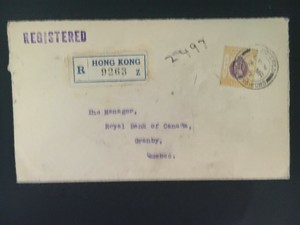 REGISTERED
R HONG KONG
9263 Z
2497
The Manager,
Royal Bank of Canada,
Granby,
Quebec.